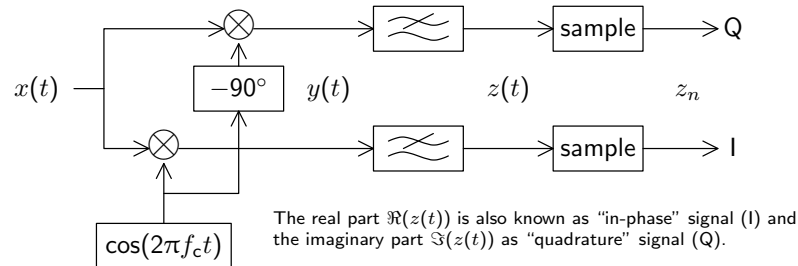 Q
−90°
x(t) y(t) z(t) zₙ
sample
sample
I
cos(2πf_c t)
The real part ℜ(z(t)) is also known as “in-phase” signal (I) and
the imaginary part ℑ(z(t)) as “quadrature” signal (Q).